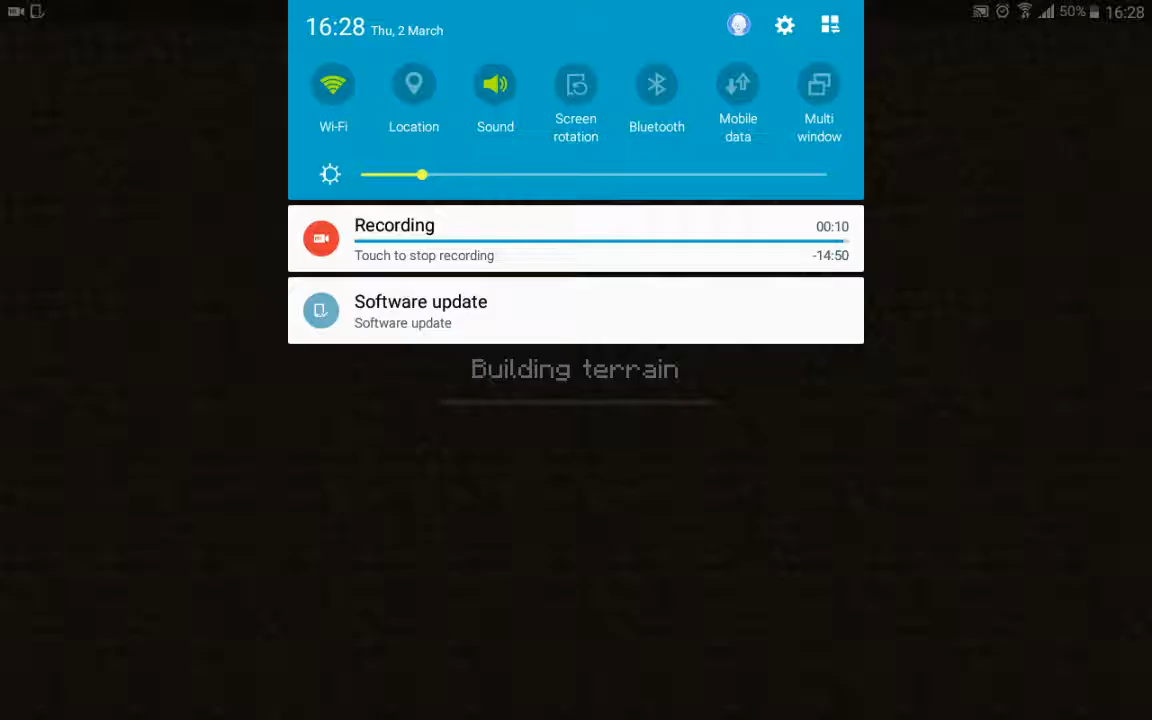 50% 16:28
16:28 Thu, 2 March
Wi-Fi
Location
Sound
Screen
rotation
Bluetooth
Mobile
data
Multi
window
Recording 00:10
Touch to stop recording -14:50
Software update
Software update
Building terrain